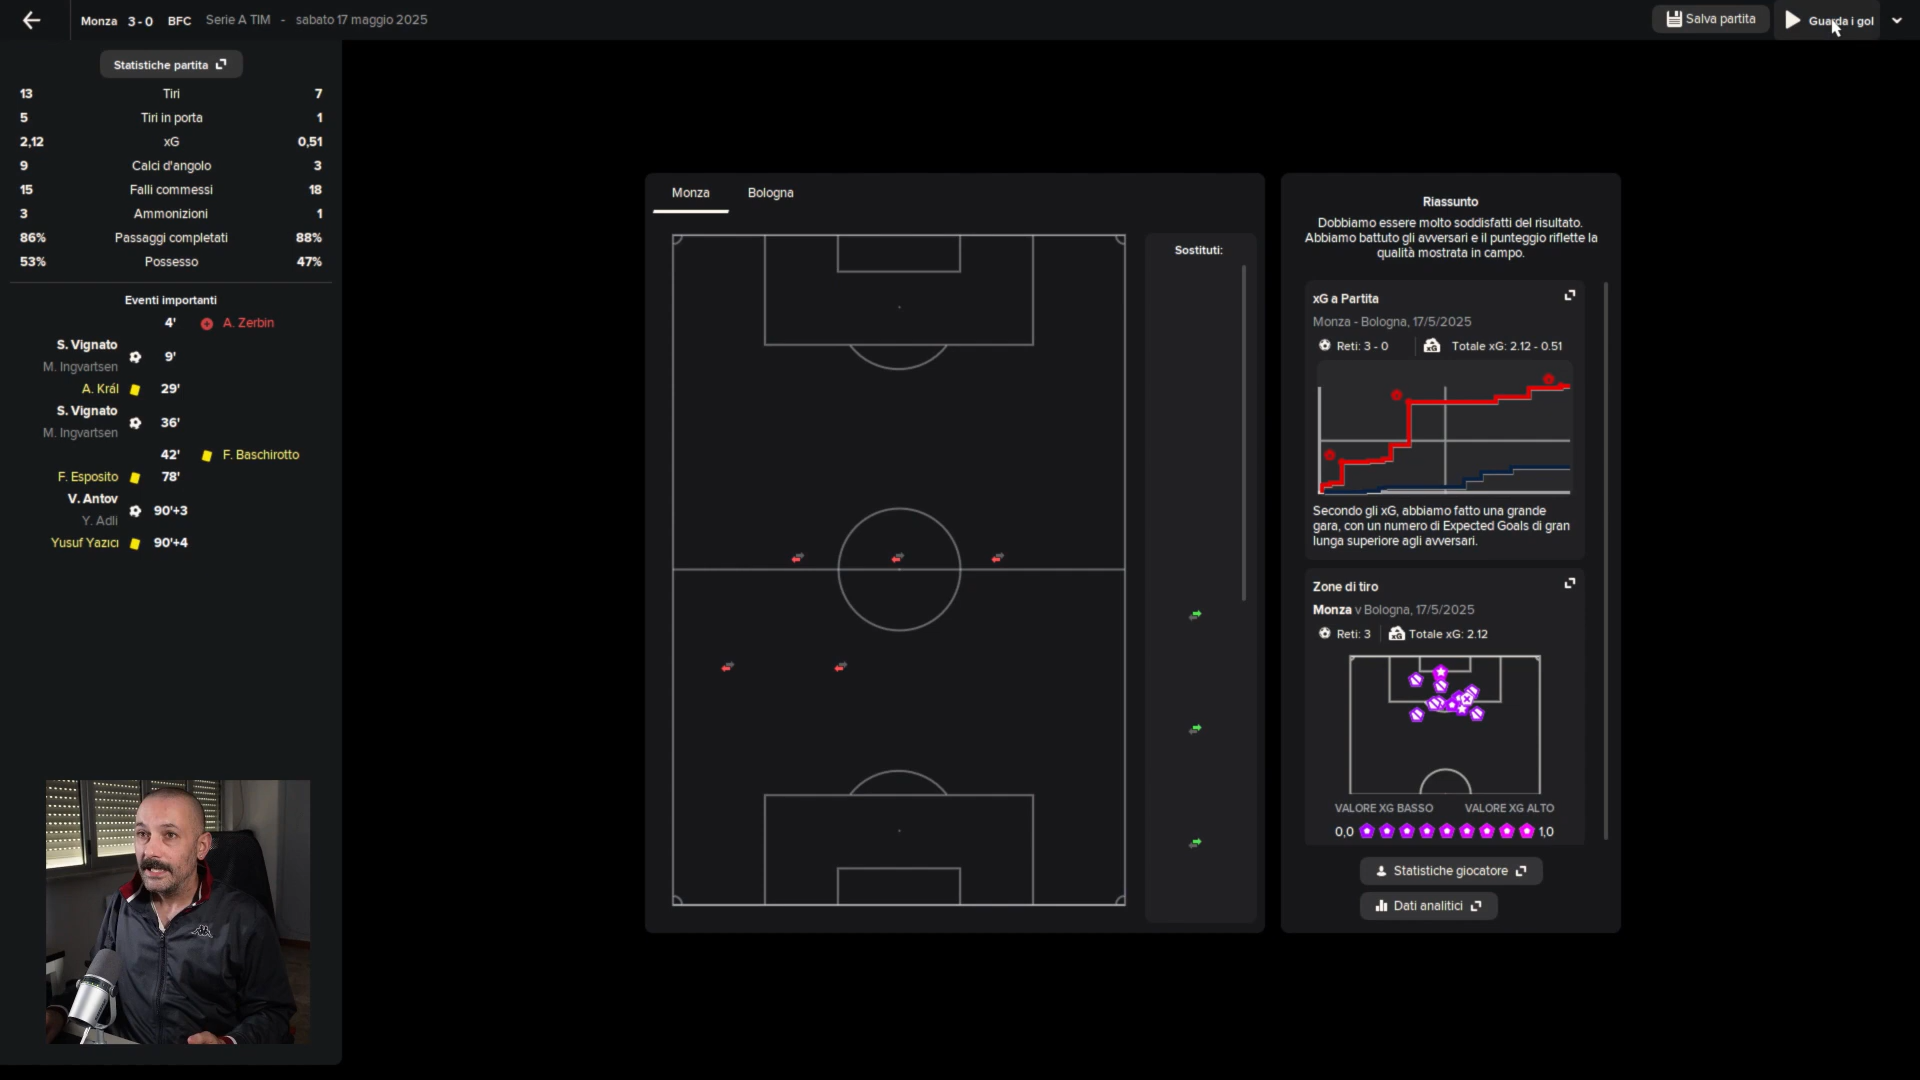 Monza 3 - 0 BFC Serie A TIM - sabato 17 maggio 2025
Salva partita
Guarda i gol
Statistiche partita
13 Tiri 7
5 Tiri in porta 1
2,12 xG 0,51
9 Calci d'angolo 3
15 Falli commessi 18
3 Ammonizioni 1
86% Passaggi completati 88%
53% Possesso 47%
Eventi importanti
4' A. Zerbin
S. Vignato
M. Ingvartsen
9'
A. Král 29'
S. Vignato
M. Ingvartsen
36'
42' F. Baschirotto
F. Esposito 78'
V. Antov
Y. Adli
90'+3
Yusuf Yazıcı 90'+4
Monza Bologna
Sostituti:
Riassunto
Dobbiamo essere molto soddisfatti del risultato.
Abbiamo battuto gli avversari e il punteggio riflette la
qualità mostrata in campo.
xG a Partita
Monza - Bologna, 17/5/2025
Reti: 3 - 0 xG Totale xG: 2.12 - 0.51
Secondo gli xG, abbiamo fatto una grande
gara, con un numero di Expected Goals di gran
lunga superiore agli avversari.
Zone di tiro
Monza v Bologna, 17/5/2025
Reti: 3 xG Totale xG: 2.12
VALORE XG BASSO VALORE XG ALTO
0,0 1,0
Statistiche giocatore
Dati analitici